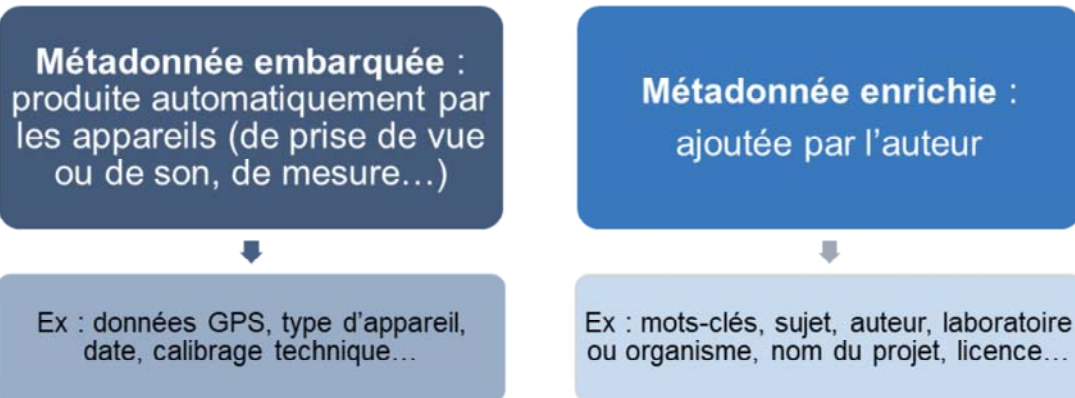 Métadonnée embarquée :
produite automatiquement par
les appareils (de prise de vue
ou de son, de mesure…)
Ex : données GPS, type d’appareil,
date, calibrage technique…
Métadonnée enrichie :
ajoutée par l’auteur
Ex : mots-clés, sujet, auteur, laboratoire
ou organisme, nom du projet, licence…